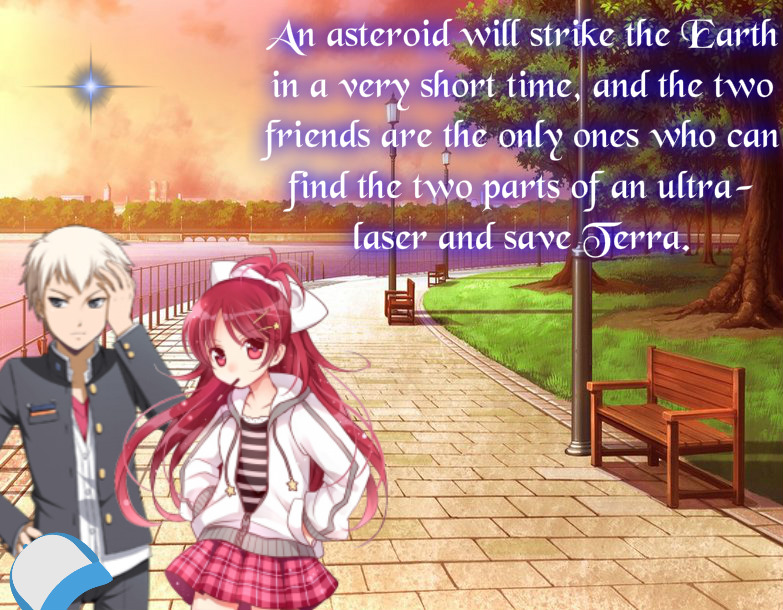 An asteroid will strike the Earth
in a very short time, and the two
friends are the only ones who can
find the two parts of an ultra-
laser and save Terra.